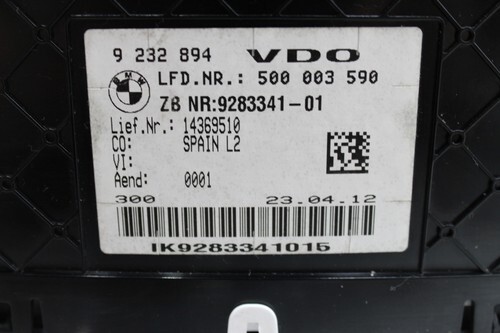 9 232 894 VDO
BMW LFD.NR.: 500 003 590
ZB NR:9283341-01
Lief.Nr.: 14369510
CO: SPAIN L2
VI:
Aend: 0001
300 23.04.12
IK9283341015